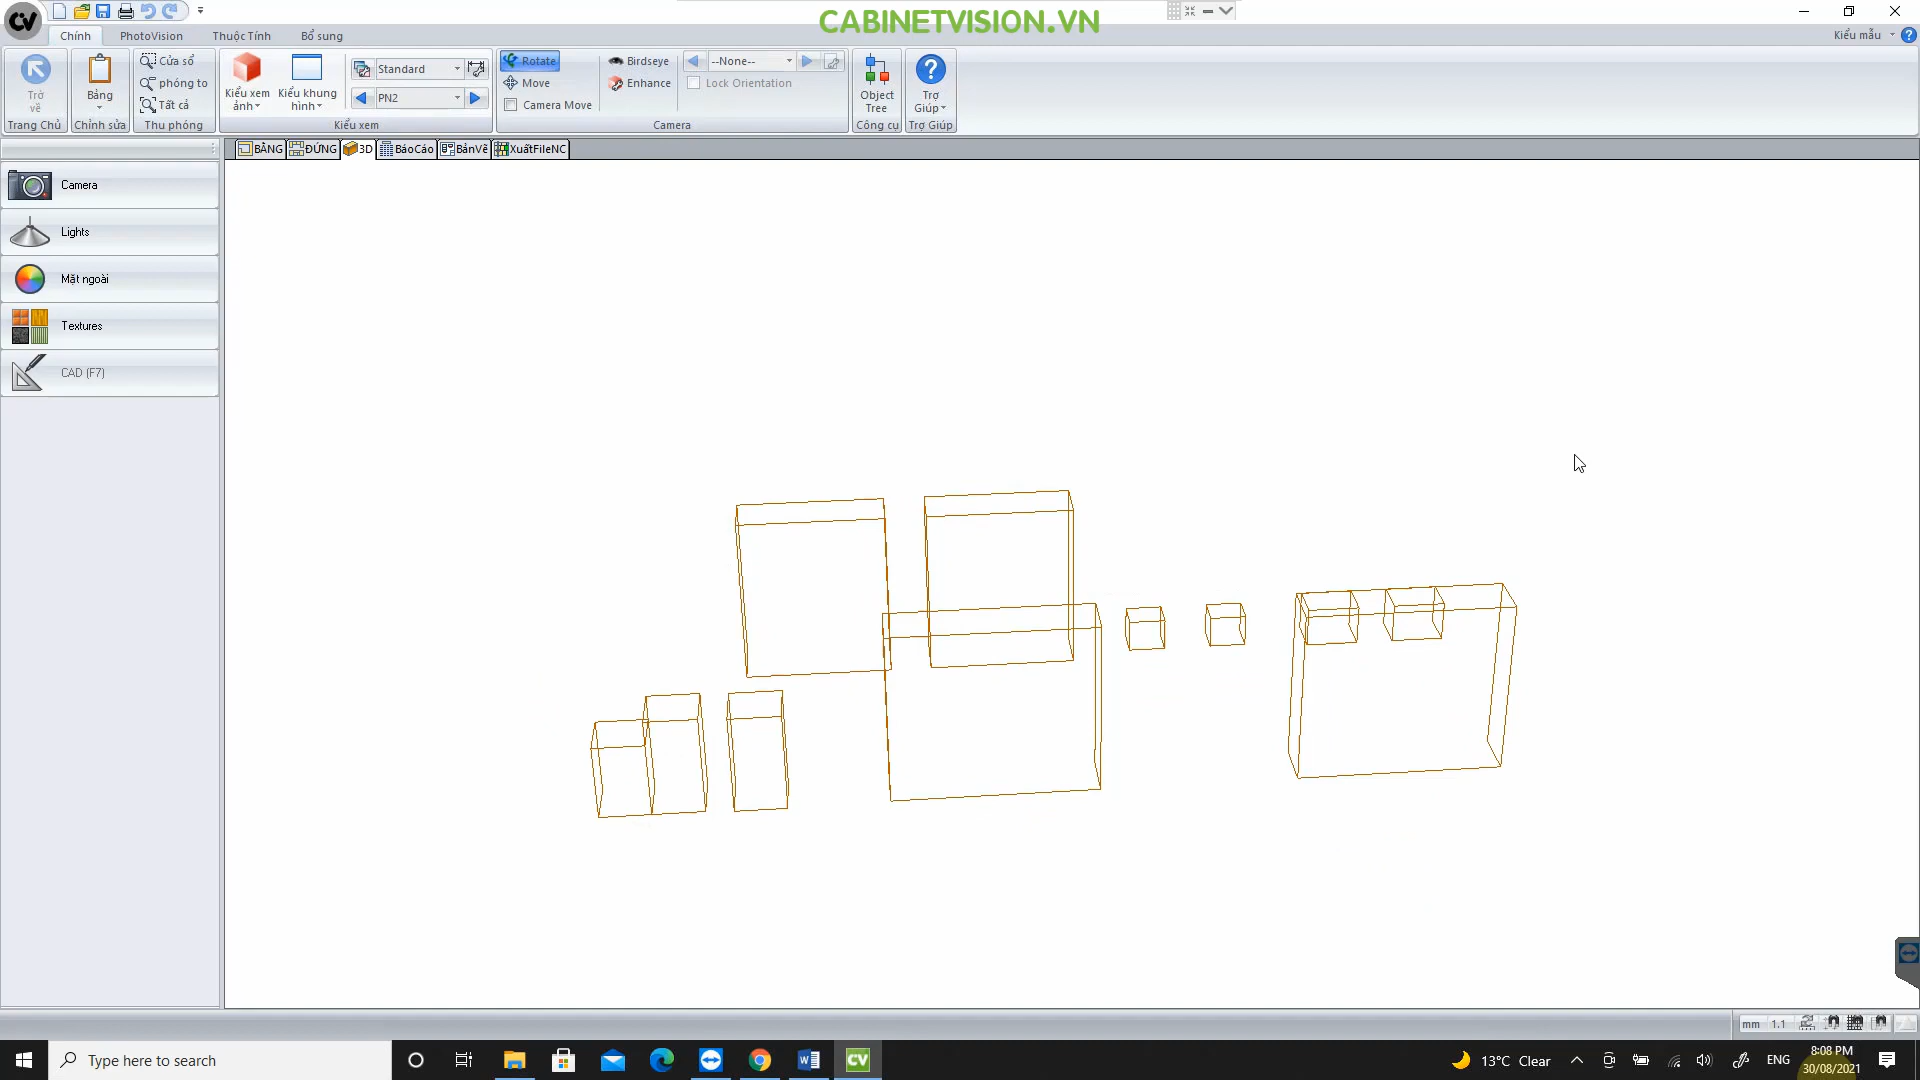 CABINETVISION.VN
Chính
PhotoVision
Thuộc Tính
Bổ sung
Kiểu mẫu
Trở
về
Trang Chủ
Bảng
Chỉnh sửa
Cửa sổ
phóng to
Tất cả
Thu phóng
Kiểu xem
ảnh
Kiểu khung
hình
Standard
PN2
Kiểu xem
Rotate
Move
Camera Move
Birdseye
Enhance
--None--
Lock Orientation
Camera
Object
Tree
Công cụ
Trợ
Giúp
Trợ Giúp
BẰNG
ĐỨNG
3D
BáoCáo
BảnVẽ
XuấtFileNC
Camera
Lights
Mặt ngoài
Textures
CAD (F7)
mm
1.1
Type here to search
CV
13°C Clear
ENG
8:08 PM
30/08/2021